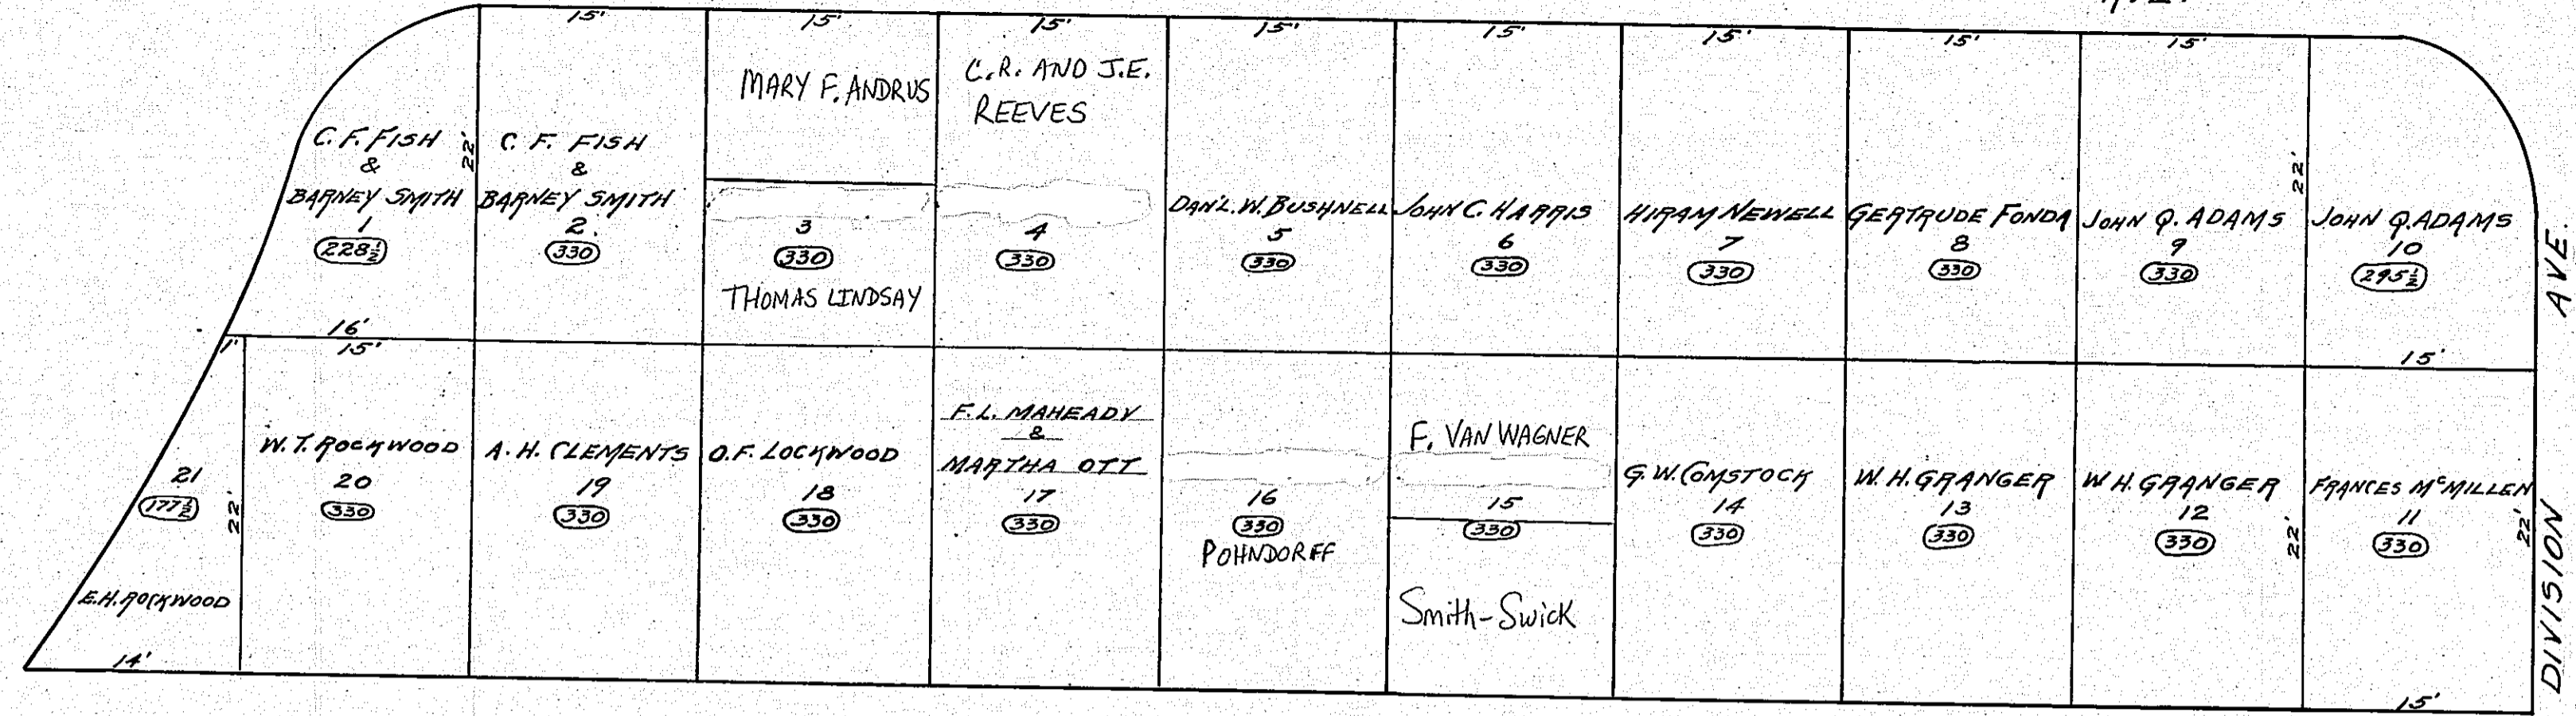 AVE.
15'
15'
15'
15'
15'
15'
15'
15'
C. F. FISH
&
BARNEY SMITH
1
228½
22'
16'
C. F. FISH
&
BARNEY SMITH
2.
330
MARY F. ANDRUS
3
330
THOMAS LINDSAY
C.R. AND J.E.
REEVES
4
330
DAN'L. W. BUSHNELL
5
330
JOHN C. HARRIS
6
330
HIRAM NEWELL
7
330
GERTRUDE FONDA
8
330
JOHN Q. ADAMS
9
330
22'
JOHN Q. ADAMS
10
295½
15'
1'
21
177½
22'
E.H. ROCKWOOD
14'
15'
W. T. ROCKWOOD
20
330
A. H. CLEMENTS
19
330
O.F. LOCKWOOD
18
330
F.L. MAHEADY
&
MARTHA OTT
17
330
16
330
POHNDORFF
F. VAN WAGNER
15
330
Smith-Swick
G. W. COMSTOCK
14
330
W. H. GRANGER
13
330
W H. GRANGER
12
330
22'
FRANCES McMILLEN
11
330
22'
15'
DIVISION AVE.